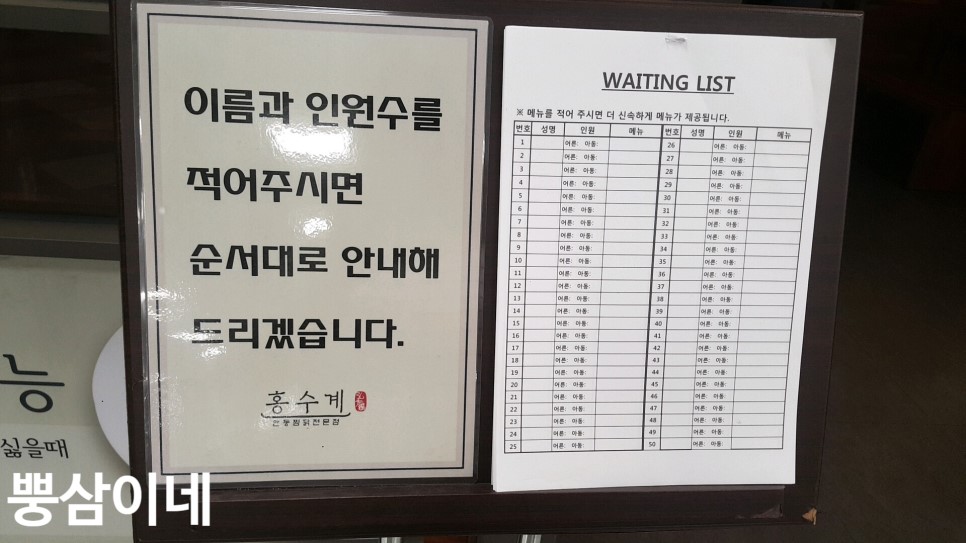 이름과 인원수를
적어주시면
순서대로 안내해
드리겠습니다.
홍수계
안동찜닭전문점
WAITING LIST
※ 메뉴를 적어 주시면 더 신속하게 메뉴가 제공됩니다.
번호 성명 인원 메뉴 번호 성명 인원 메뉴
1 어른: 아동: 26 어른: 아동:
2 어른: 아동: 27 어른: 아동:
3 어른: 아동: 28 어른: 아동:
4 어른: 아동: 29 어른: 아동:
5 어른: 아동: 30 어른: 아동:
6 어른: 아동: 31 어른: 아동:
7 어른: 아동: 32 어른: 아동:
8 어른: 아동: 33 어른: 아동:
9 어른: 아동: 34 어른: 아동:
10 어른: 아동: 35 어른: 아동:
11 어른: 아동: 36 어른: 아동:
12 어른: 아동: 37 어른: 아동:
13 어른: 아동: 38 어른: 아동:
14 어른: 아동: 39 어른: 아동:
15 어른: 아동: 40 어른: 아동:
16 어른: 아동: 41 어른: 아동:
17 어른: 아동: 42 어른: 아동:
18 어른: 아동: 43 어른: 아동:
19 어른: 아동: 44 어른: 아동:
20 어른: 아동: 45 어른: 아동:
21 어른: 아동: 46 어른: 아동:
22 어른: 아동: 47 어른: 아동:
23 어른: 아동: 48 어른: 아동:
24 어른: 아동: 49 어른: 아동:
25 어른: 아동: 50 어른: 아동:
능
싫을때
뿡삼이네